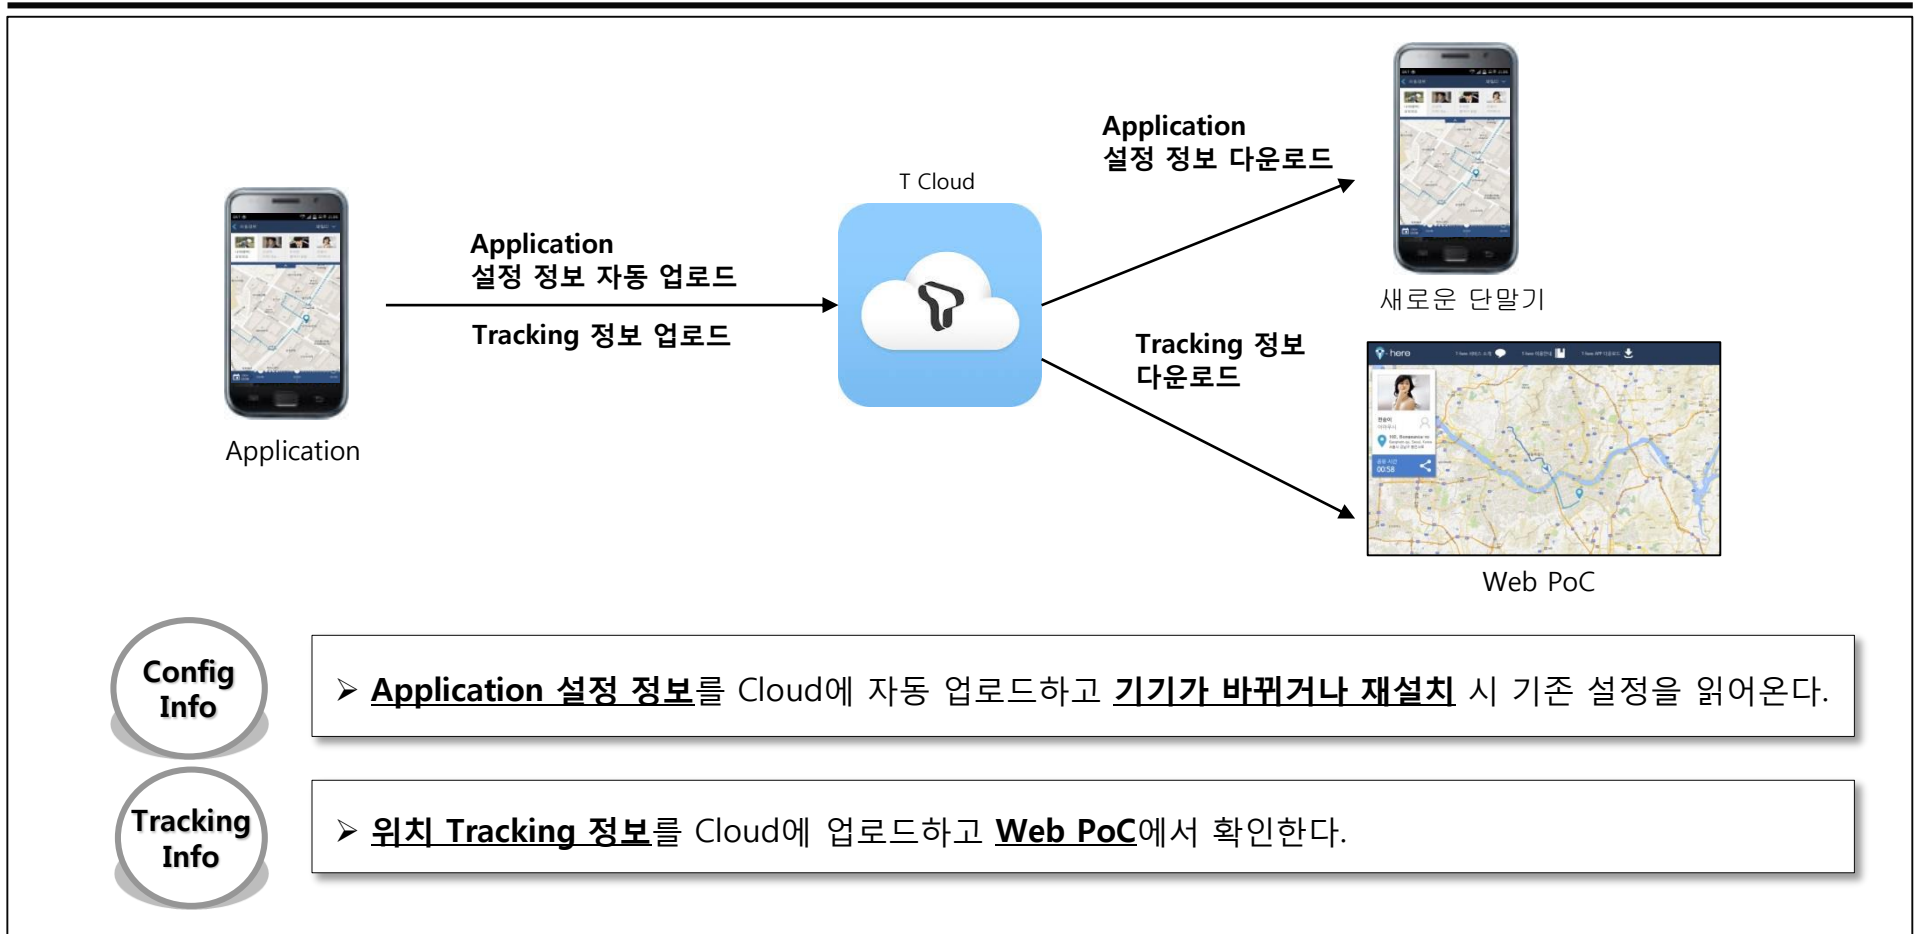 T Cloud
Application
설정 정보 다운로드
Application
설정 정보 자동 업로드
Tracking 정보 업로드
새로운 단말기
Tracking 정보
다운로드
here
00:58
Application
Web PoC
Config
Info
➢ Application 설정 정보를 Cloud에 자동 업로드하고 기기가 바뀌거나 재설치 시 기존 설정을 읽어온다.
Tracking
Info
➢ 위치 Tracking 정보를 Cloud에 업로드하고 Web PoC에서 확인한다.